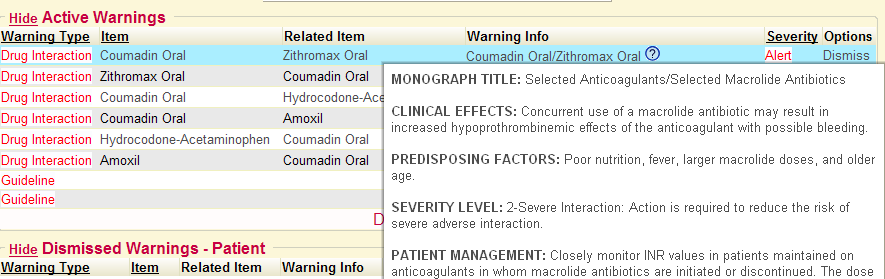 Hide Active Warnings
Warning Type Item Related Item Warning Info Severity Options
Drug Interaction Coumadin Oral Zithromax Oral Coumadin Oral/Zithromax Oral ? Alert Dismiss
Drug Interaction Zithromax Oral Coumadin Oral
Drug Interaction Coumadin Oral Hydrocodone-Ace
Drug Interaction Coumadin Oral Amoxil
Drug Interaction Hydrocodone-Acetaminophen Coumadin Oral
Drug Interaction Amoxil Coumadin Oral
Guideline
Guideline
D
MONOGRAPH TITLE: Selected Anticoagulants/Selected Macrolide Antibiotics
CLINICAL EFFECTS: Concurrent use of a macrolide antibiotic may result in
increased hypoprothrombinemic effects of the anticoagulant with possible bleeding.
PREDISPOSING FACTORS: Poor nutrition, fever, larger macrolide doses, and older
age.
SEVERITY LEVEL: 2-Severe Interaction: Action is required to reduce the risk of
severe adverse interaction.
PATIENT MANAGEMENT: Closely monitor INR values in patients maintained on
anticoagulants in whom macrolide antibiotics are initiated or discontinued. The dose
Hide Dismissed Warnings - Patient
Warning Type Item Related Item Warning Info